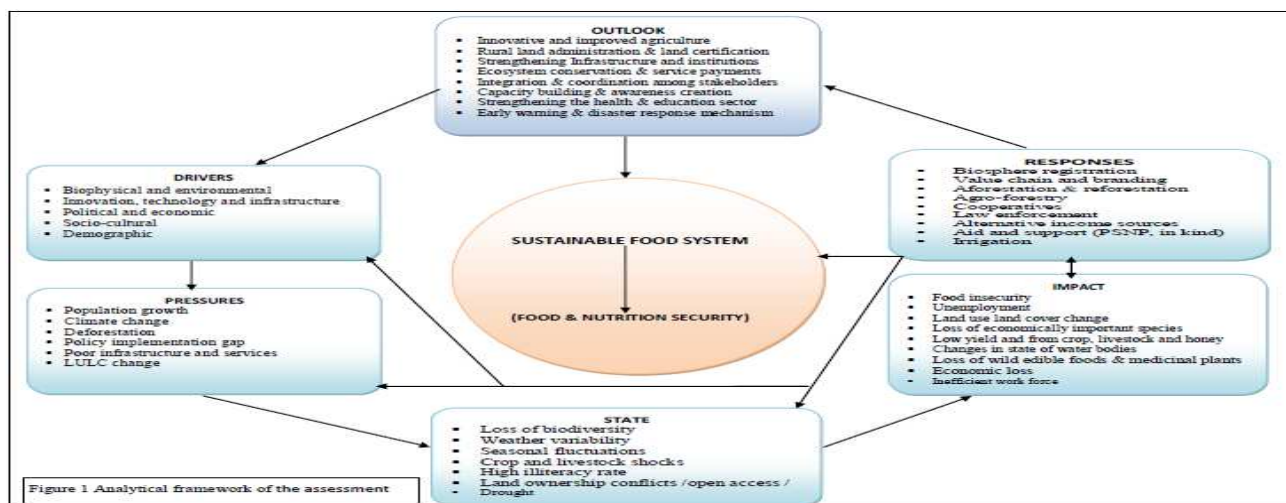 OUTLOOK
• Innovative and improved agriculture
• Rural land administration & land certification
• Strengthening Infrastructure and institutions
• Ecosystem conservation & service payments
• Integration & coordination among stakeholders
• Capacity building & awareness creation
• Strengthening the health & education sector
• Early warning & disaster response mechanism
DRIVERS
• Biophysical and environmental
• Innovation, technology and infrastructure
• Political and economic
• Socio-cultural
• Demographic
RESPONSES
• Biosphere registration
• Value chain and branding
• Aforestation & reforestation
• Agro-forestry
• Cooperatives
• Law enforcement
• Alternative income sources
• Aid and support (PSNP, in kind)
• Irrigation
SUSTAINABLE FOOD SYSTEM
(FOOD & NUTRITION SECURITY)
PRESSURES
• Population growth
• Climate change
• Deforestation
• Policy implementation gap
• Poor infrastructure and services
• LULC change
IMPACT
• Food insecurity
• Unemployment
• Land use land cover change
• Loss of economically important species
• Low yield and from crop, livestock and honey
• Changes in state of water bodies
• Loss of wild edible foods & medicinal plants
• Economic loss
• Inefficient work force
STATE
• Loss of biodiversity
• Weather variability
• Seasonal fluctuations
• Crop and livestock shocks
• High illiteracy rate
• Land ownership conflicts /open access /
• Drought
Figure 1 Analytical framework of the assessment